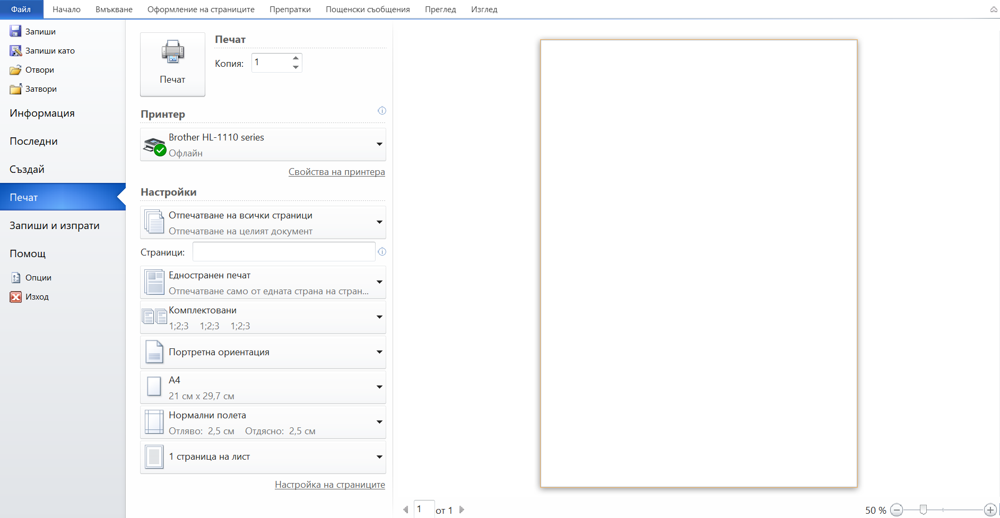 Файл Начало Вмъкване Оформление на страниците Препратки Пощенски съобщения Преглед Изглед
Запиши
Запиши като
Отвори
Затвори
Информация
Последни
Създай
Печат
Запиши и изпрати
Помощ
Опции
Изход
Печат
Печат
Копия: 1
Принтер
Brother HL-1110 series
Офлайн
Свойства на принтера
Настройки
Отпечатване на всички страници
Отпечатване на целият документ
Страници:
Едностранен печат
Отпечатване само от едната страна на стран...
Комплектовани
1;2;3 1;2;3 1;2;3
Портретна ориентация
A4
21 см x 29,7 см
Нормални полета
Отляво: 2,5 см Отдясно: 2,5 см
1 страница на лист
Настройка на страниците
1 от 1
50 %